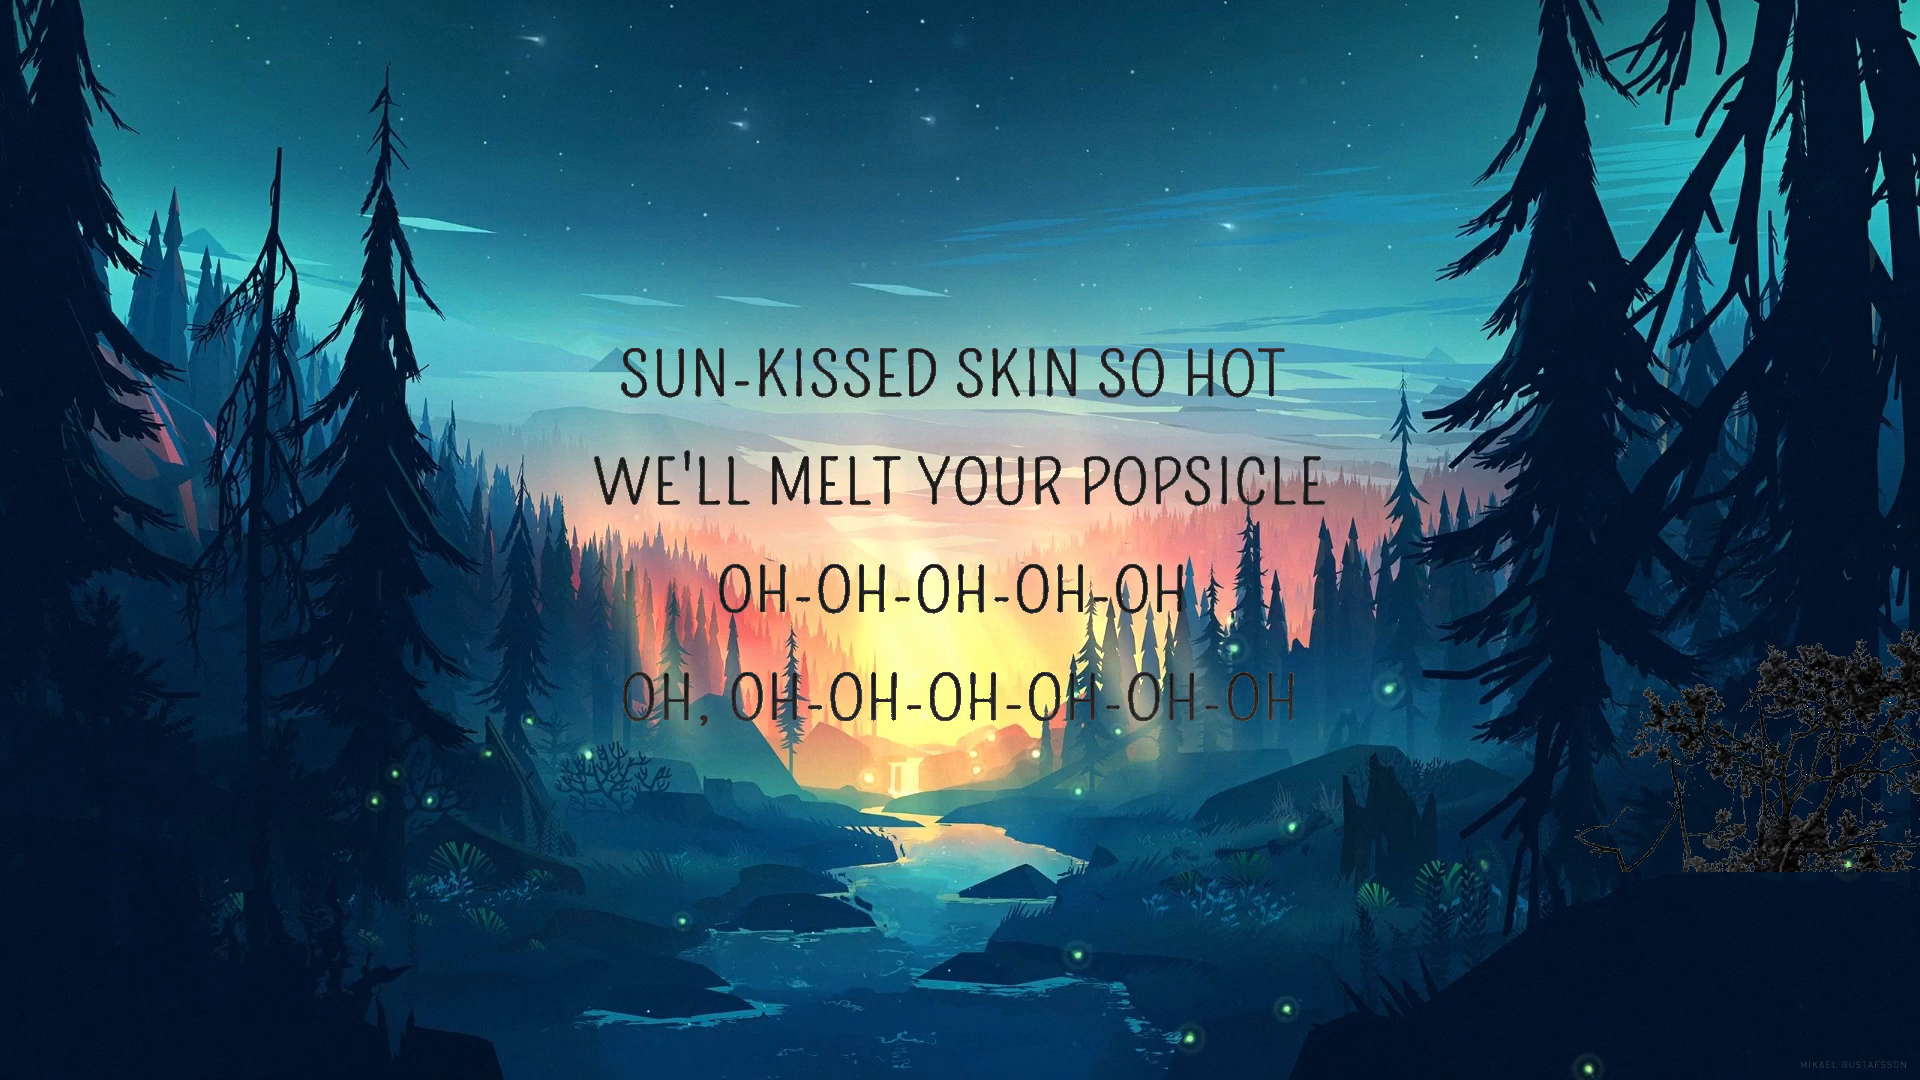 SUN-KISSED SKIN SO HOT
WE'LL MELT YOUR POPSICLE
OH-OH-OH-OH-OH
OH, OH-OH-OH-OH-OH-OH
MIKAEL GUSTAFSSON